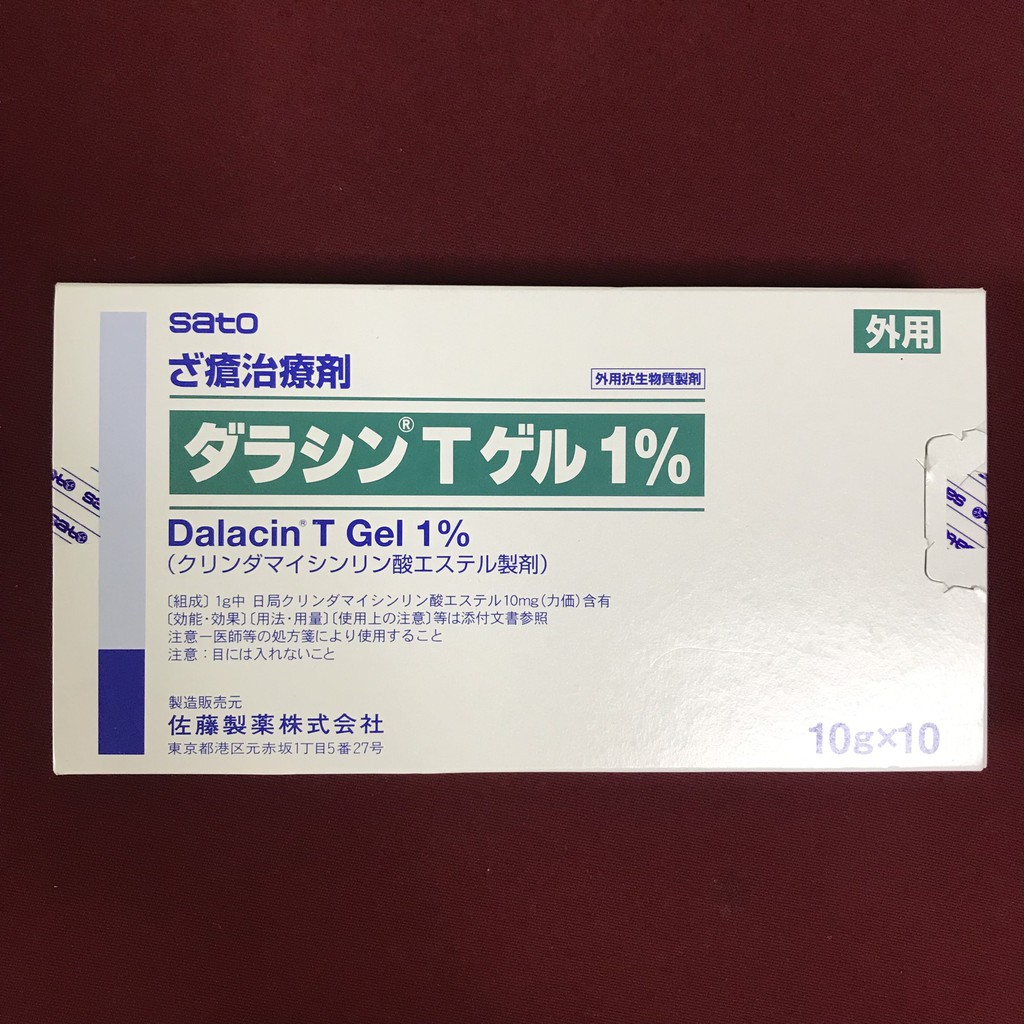 sato
ざ瘡治療剤
外用抗生物質製剤
外用
ダラシン®Tゲル1%
Dalacin® T Gel 1%
(クリンダマイシンリン酸エステル製剤)
〔組成〕1g中 日局クリンダマイシンリン酸エステル10mg(力価)含有
〔効能・効果〕〔用法・用量〕〔使用上の注意〕等は添付文書参照
注意-医師等の処方箋により使用すること
注意:目には入れないこと
製造販売元
佐藤製薬株式会社
東京都港区元赤坂1丁目5番27号
10g×10
sato